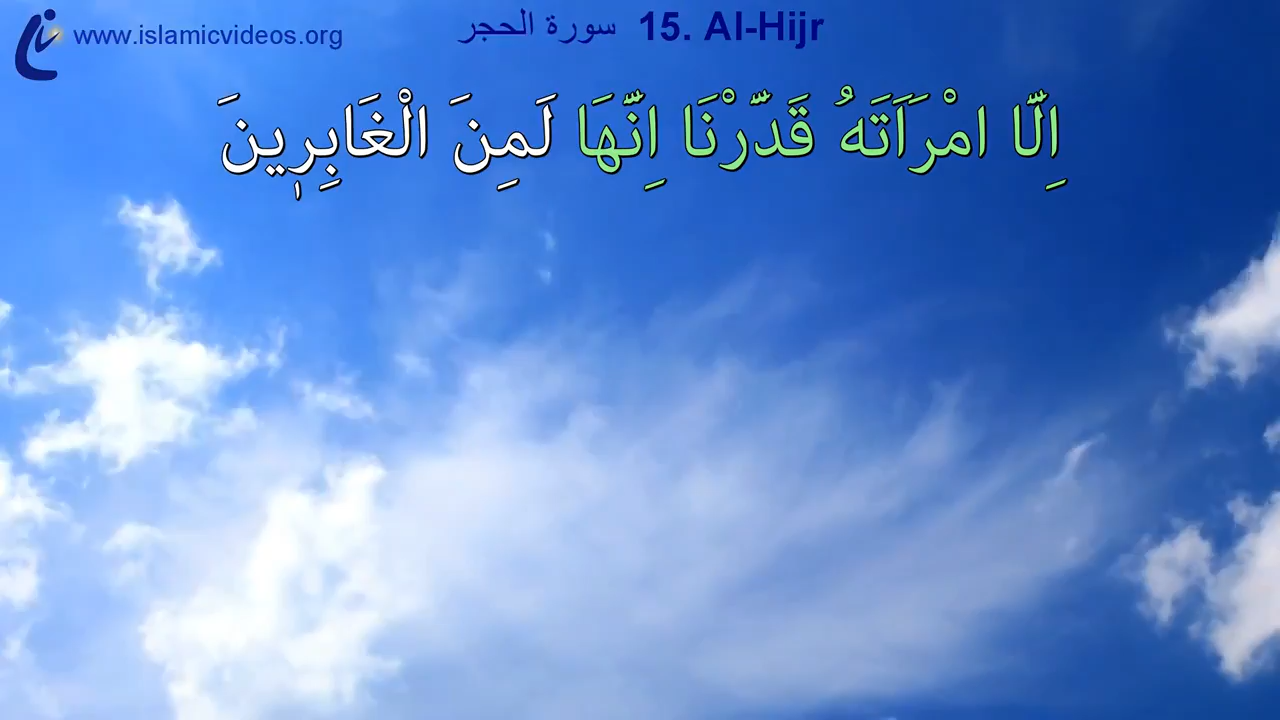 www.islamicvideos.org
سورة الحجر 15. Al-Hijr
اِلَّا امْرَاَتَهُ قَدَّرْنَا اِنَّهَا لَمِنَ الْغَابِرٖينَ